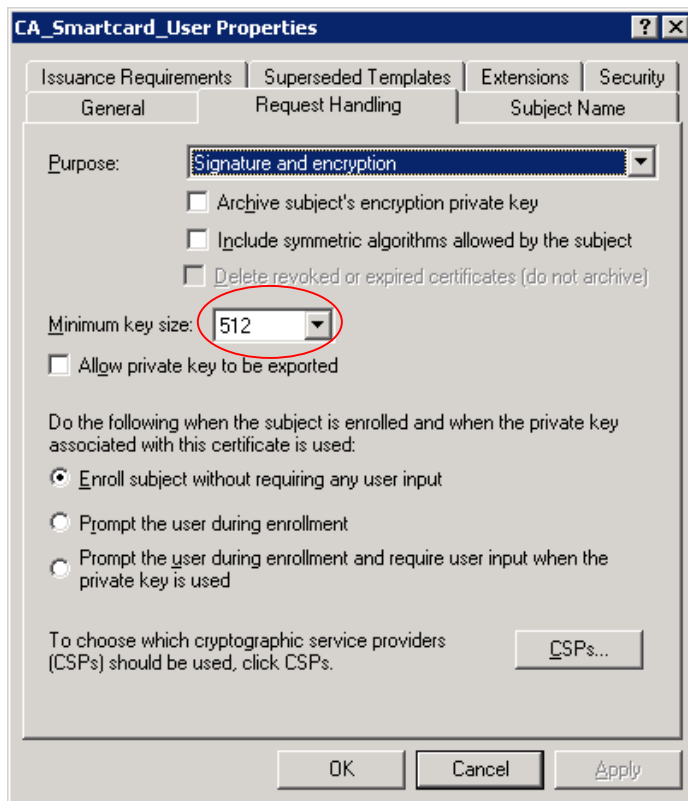 CA_Smartcard_User Properties
Issuance Requirements
Superseded Templates
Extensions
Security
General
Request Handling
Subject Name
Purpose:
Signature and encryption
Archive subject's encryption private key
Include symmetric algorithms allowed by the subject
Delete revoked or expired certificates (do not archive)
Minimum key size:
512
Allow private key to be exported
Do the following when the subject is enrolled and when the private key
associated with this certificate is used:
Enroll subject without requiring any user input
Prompt the user during enrollment
Prompt the user during enrollment and require user input when the
private key is used
To choose which cryptographic service providers
(CSPs) should be used, click CSPs.
CSPs...
OK
Cancel
Apply